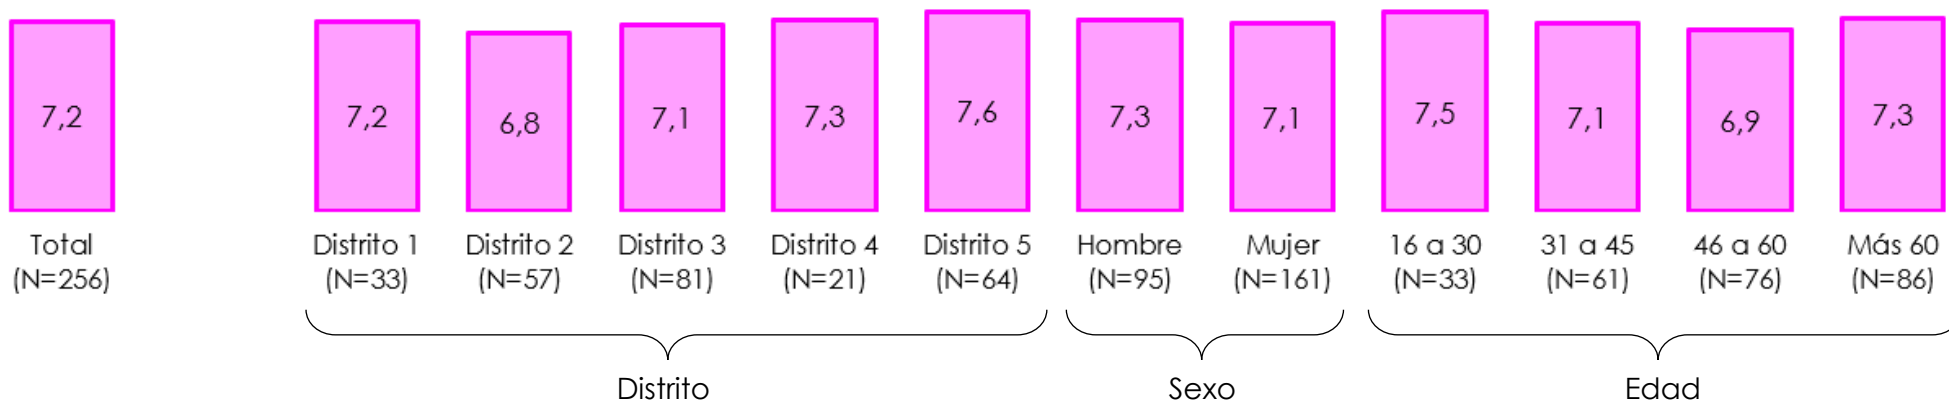 7,2
7,2
6,8
7,1
7,3
7,6
7,3
7,1
7,5
7,1
6,9
7,3
Total
(N=256)
Distrito 1
(N=33)
Distrito 2
(N=57)
Distrito 3
(N=81)
Distrito 4
(N=21)
Distrito 5
(N=64)
Hombre
(N=95)
Mujer
(N=161)
16 a 30
(N=33)
31 a 45
(N=61)
46 a 60
(N=76)
Más 60
(N=86)
Distrito
Sexo
Edad